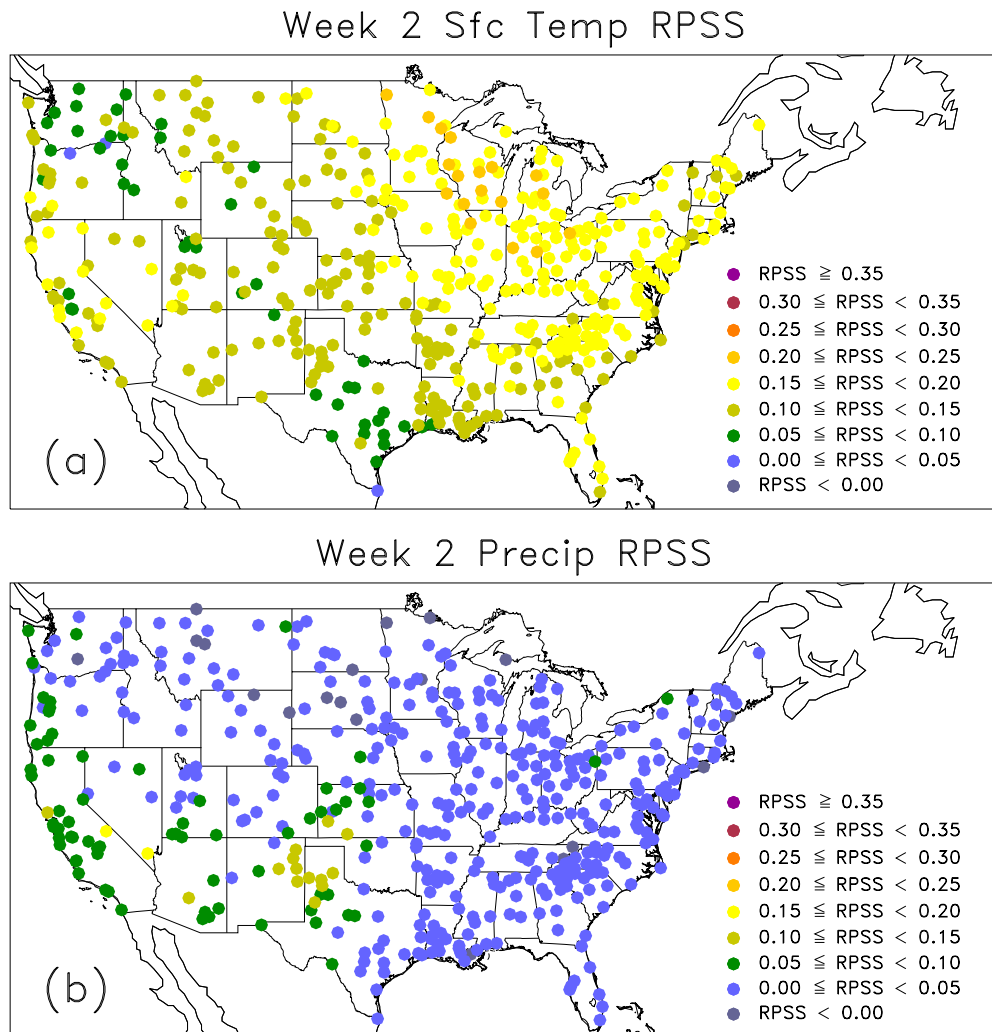 Week 2 Sfc Temp RPSS
RPSS ≧ 0.35
0.30 ≦ RPSS < 0.35
0.25 ≦ RPSS < 0.30
0.20 ≦ RPSS < 0.25
0.15 ≦ RPSS < 0.20
0.10 ≦ RPSS < 0.15
0.05 ≦ RPSS < 0.10
0.00 ≦ RPSS < 0.05
RPSS < 0.00
(a)
Week 2 Precip RPSS
RPSS ≧ 0.35
0.30 ≦ RPSS < 0.35
0.25 ≦ RPSS < 0.30
0.20 ≦ RPSS < 0.25
0.15 ≦ RPSS < 0.20
0.10 ≦ RPSS < 0.15
0.05 ≦ RPSS < 0.10
0.00 ≦ RPSS < 0.05
RPSS < 0.00
(b)